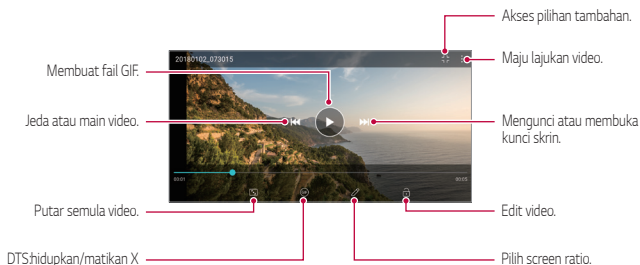 Akses pilihan tambahan.
20180102_073015
Maju lajukan video.
Membuat fail GIF.
Jeda atau main video.
Mengunci atau membuka
kunci skrin.
00:01
00:05
GIF
Putar semula video.
Edit video.
DTS:hidupkan/matikan X
Pilih screen ratio.